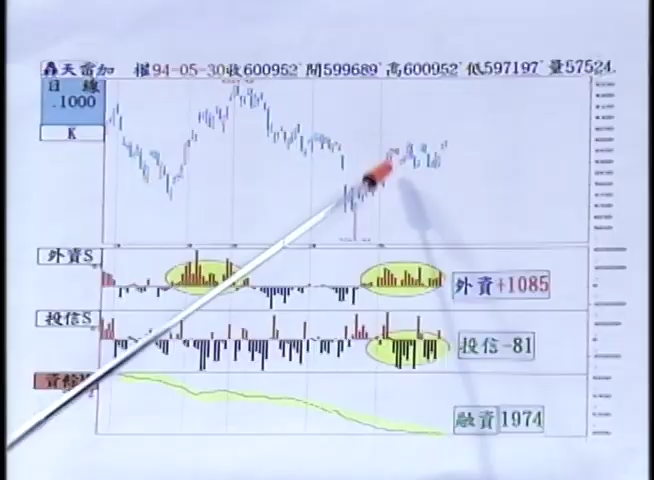 轟天雷加 權94-05-30收600952 開599689 高600952 低597197 量57524.
日 線
.1000
K
外資S
外資+1085
投信S
投信-81
融資1974